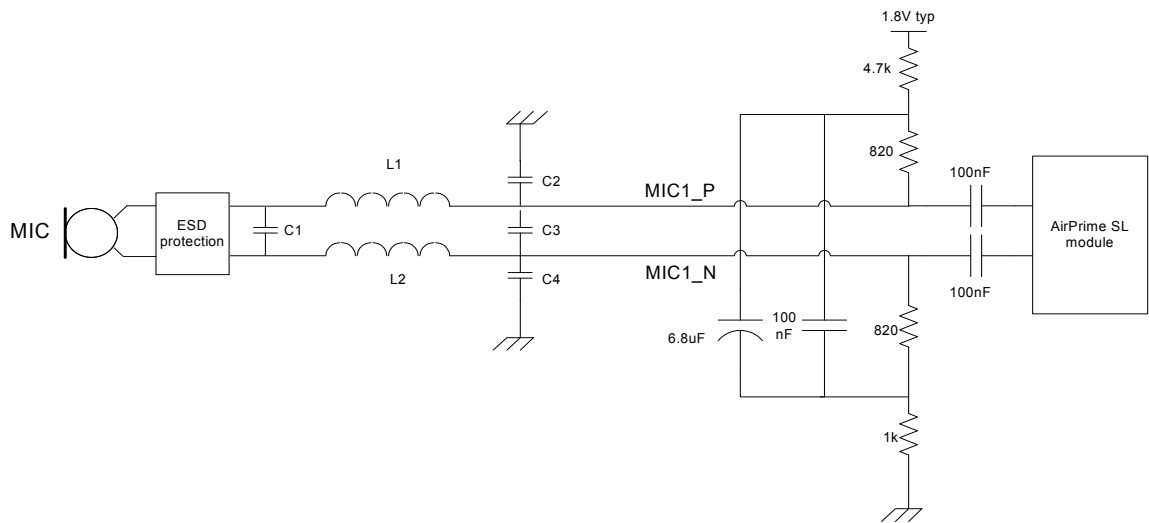 1.8V typ
4.7k
L1
C2
820
100nF
MIC1_P
MIC
ESD
protection
C1
C3
AirPrime SL
module
L2
C4
MIC1_N
100nF
6.8uF
100
nF
820
1k